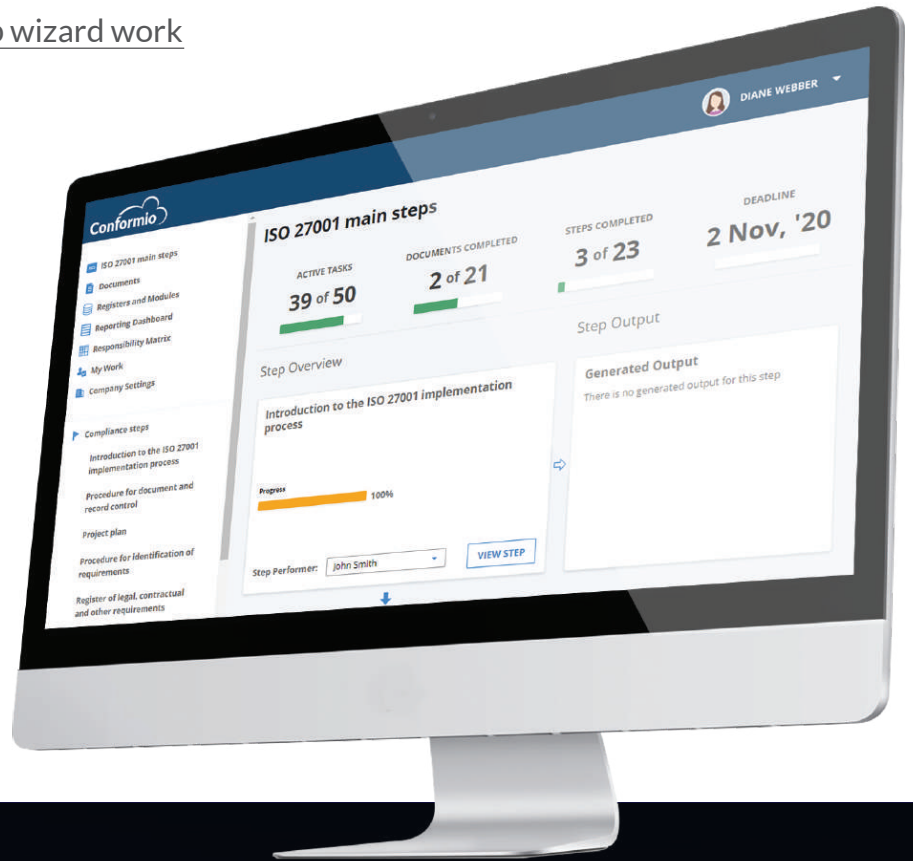 wizard work
DIANE WEBBER
Conformio
ISO 27001 main steps
Documents
Registers and Modules
Reporting Dashboard
Responsibility Matrix
My Work
Company Settings
Compliance steps
Introduction to the ISO 27001
implementation process
Procedure for document and
record control
Project plan
Procedure for identification of
requirements
Register of legal, contractual
and other requirements
ISO 27001 main steps
ACTIVE TASKS
39 of 50
DOCUMENTS COMPLETED
2 of 21
STEPS COMPLETED
3 of 23
DEADLINE
2 Nov, '20
Step Overview
Introduction to the ISO 27001 implementation
process
Progress
100%
Step Performer:
John Smith
VIEW STEP
Step Output
Generated Output
There is no generated output for this step